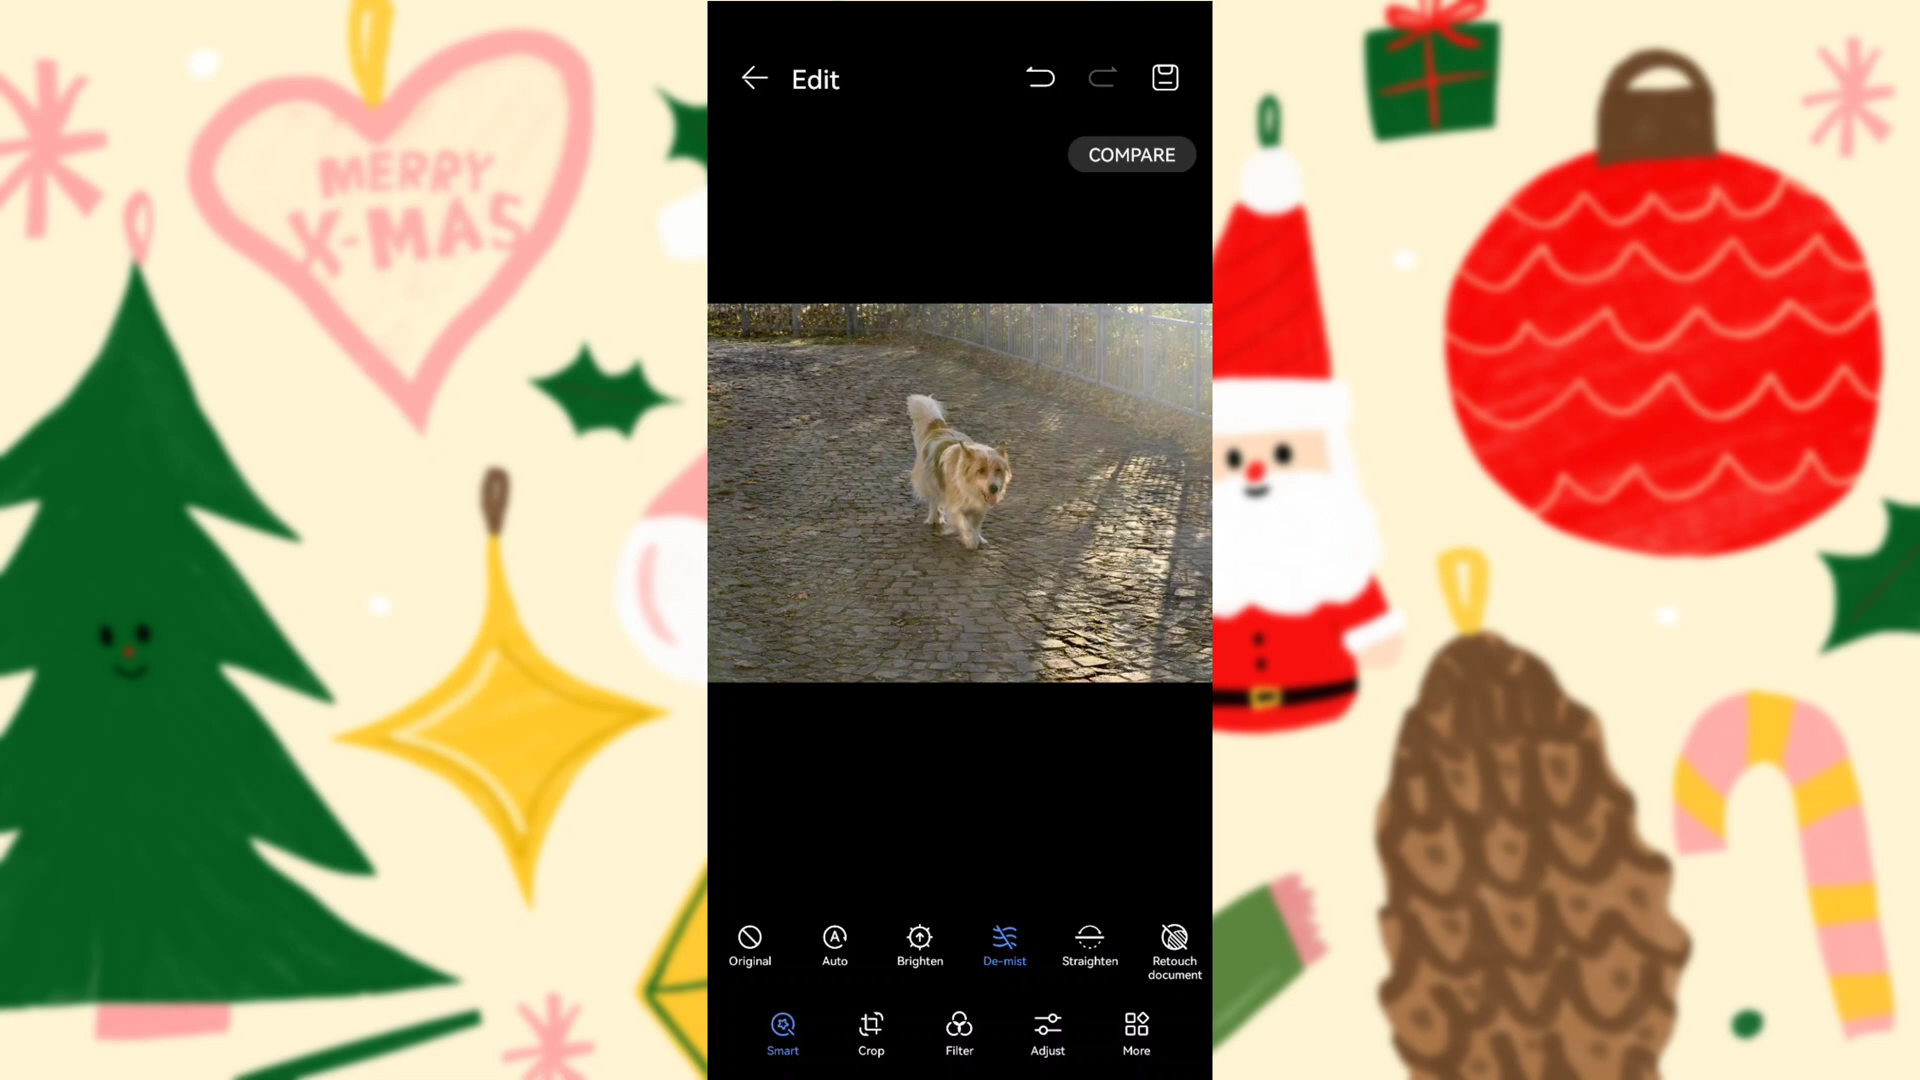 MERRY
X-MAS
Edit
COMPARE
Original
Auto
Brighten
De-mist
Straighten
Retouch
document
Smart
Crop
Filter
Adjust
More